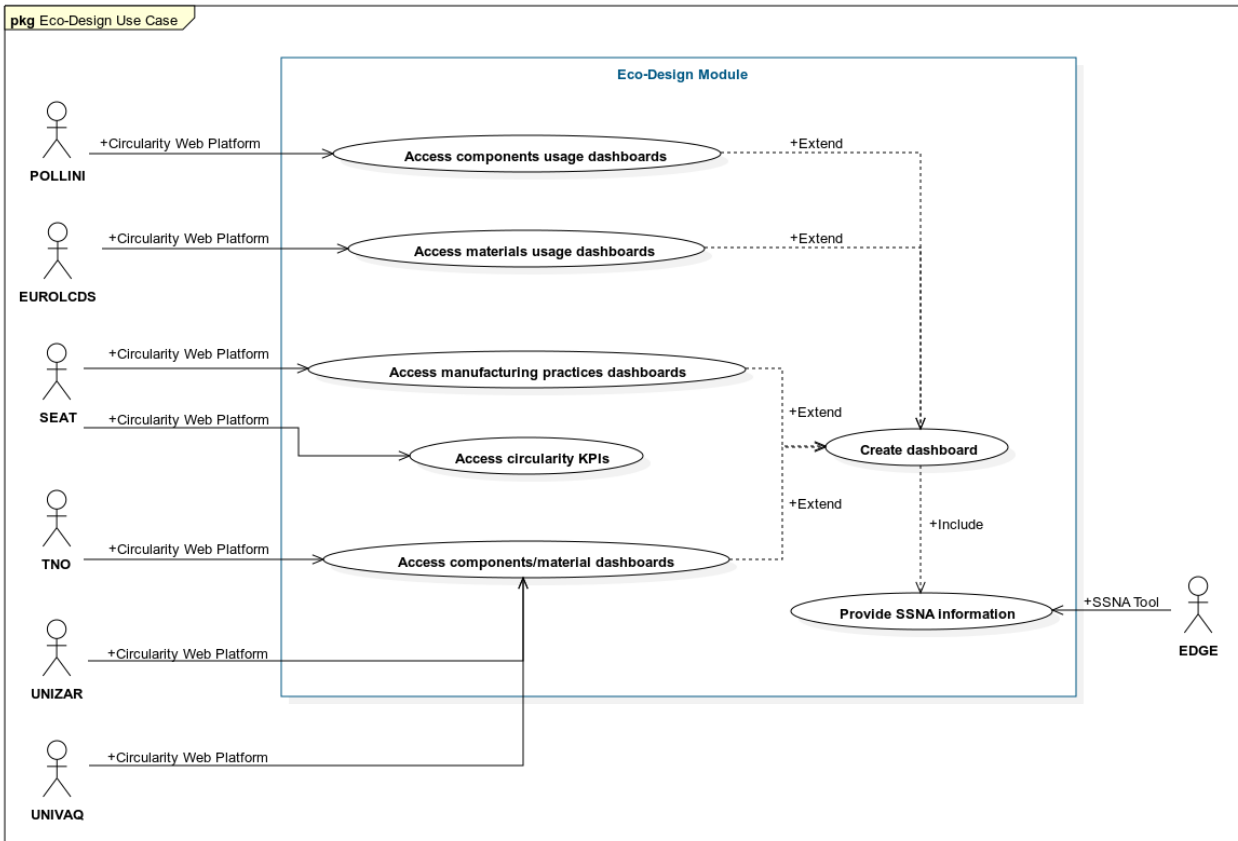 pkg Eco-Design Use Case
Eco-Design Module
+Circularity Web Platform
Access components usage dashboards
+Extend
POLLINI
+Circularity Web Platform
Access materials usage dashboards
+Extend
EUROLCDS
+Circularity Web Platform
Access manufacturing practices dashboards
SEAT
+Circularity Web Platform
+Extend
Access circularity KPIs
Create dashboard
+Extend
+Include
TNO
+Circularity Web Platform
Access components/material dashboards
Provide SSNA information
+SSNA Tool
EDGE
+Circularity Web Platform
UNIZAR
+Circularity Web Platform
UNIVAQ